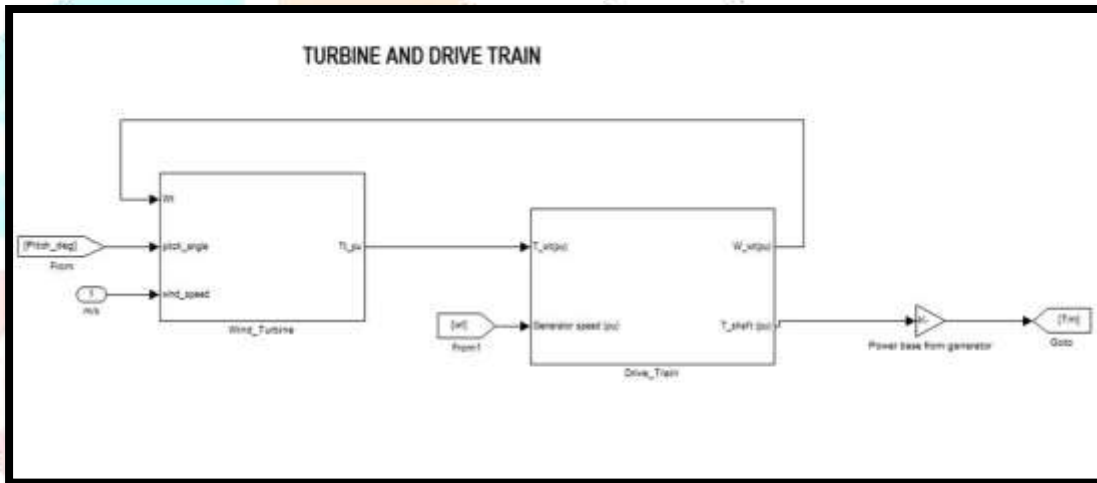 TURBINE AND DRIVE TRAIN
Wt
pitch_angle
wind_speed
Tt_pu
Wind_Turbine
[Pitch_deg]
From
1
m/s
T_wt(pu)
Generator speed (pu)
W_wt(pu)
T_shaft (pu)
Drive_Train
[wr]
From1
Power base from generator
[Tm]
Goto